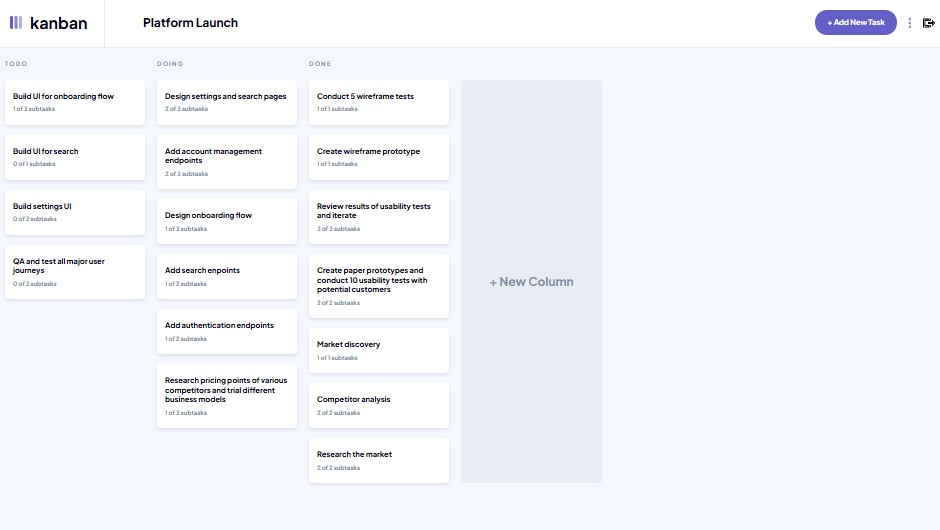 kanban
Platform Launch
+ Add New Task
TODO
Build UI for onboarding flow
1 of 3 subtasks
Build UI for search
0 of 1 subtasks
Build settings UI
0 of 2 subtasks
QA and test all major user
journeys
0 of 2 subtasks
DOING
Design settings and search pages
2 of 3 subtasks
Add account management
endpoints
2 of 3 subtasks
Design onboarding flow
1 of 3 subtasks
Add search enpoints
1 of 2 subtasks
Add authentication endpoints
1 of 2 subtasks
Research pricing points of various
competitors and trial different
business models
1 of 3 subtasks
DONE
Conduct 5 wireframe tests
1 of 1 subtasks
Create wireframe prototype
1 of 1 subtasks
Review results of usability tests
and iterate
3 of 3 subtasks
Create paper prototypes and
conduct 10 usability tests with
potential customers
2 of 2 subtasks
Market discovery
1 of 1 subtasks
Competitor analysis
2 of 2 subtasks
Research the market
2 of 2 subtasks
+ New Column